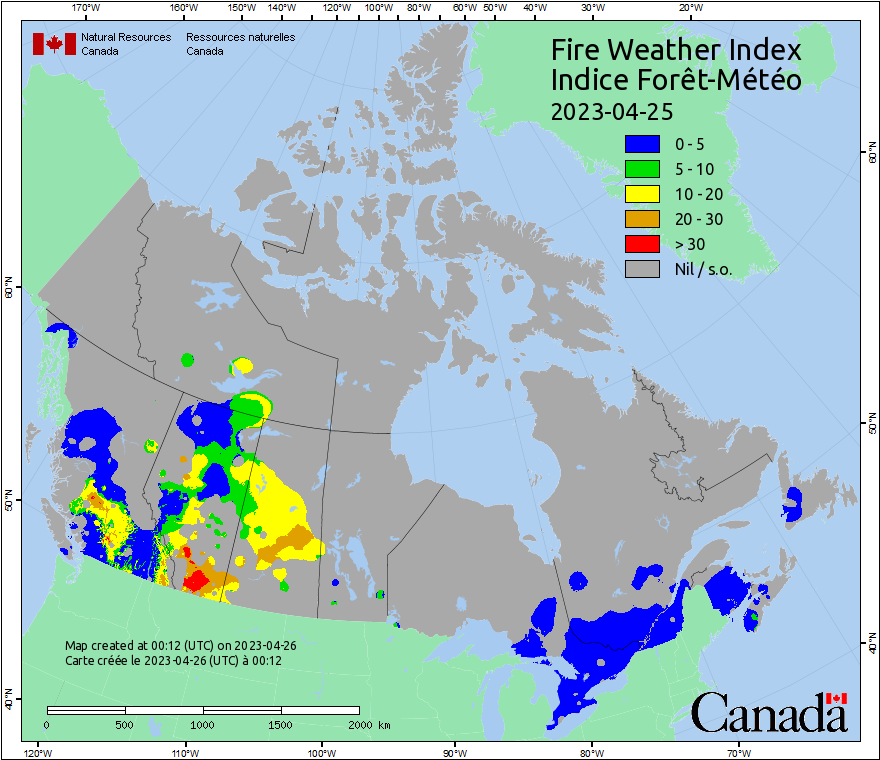 170°W 160°W 150°W 140°W 130°W 120°W 110°W 100°W 90°W 80°W 60°W 50°W 40°W 30°W 20°W
Natural Resources Canada
Ressources naturelles Canada
Fire Weather Index
Indice Forêt-Météo
2023-04-25
0 - 5
5 - 10
10 - 20
20 - 30
> 30
Nil / s.o.
60°N
60°N
50°N
50°N
40°N
40°N
Map created at 00:12 (UTC) on 2023-04-26
Carte créée le 2023-04-26 (UTC) à 00:12
0 500 1000 1500 2000 km
Canada
120°W 110°W 100°W 90°W 80°W 70°W